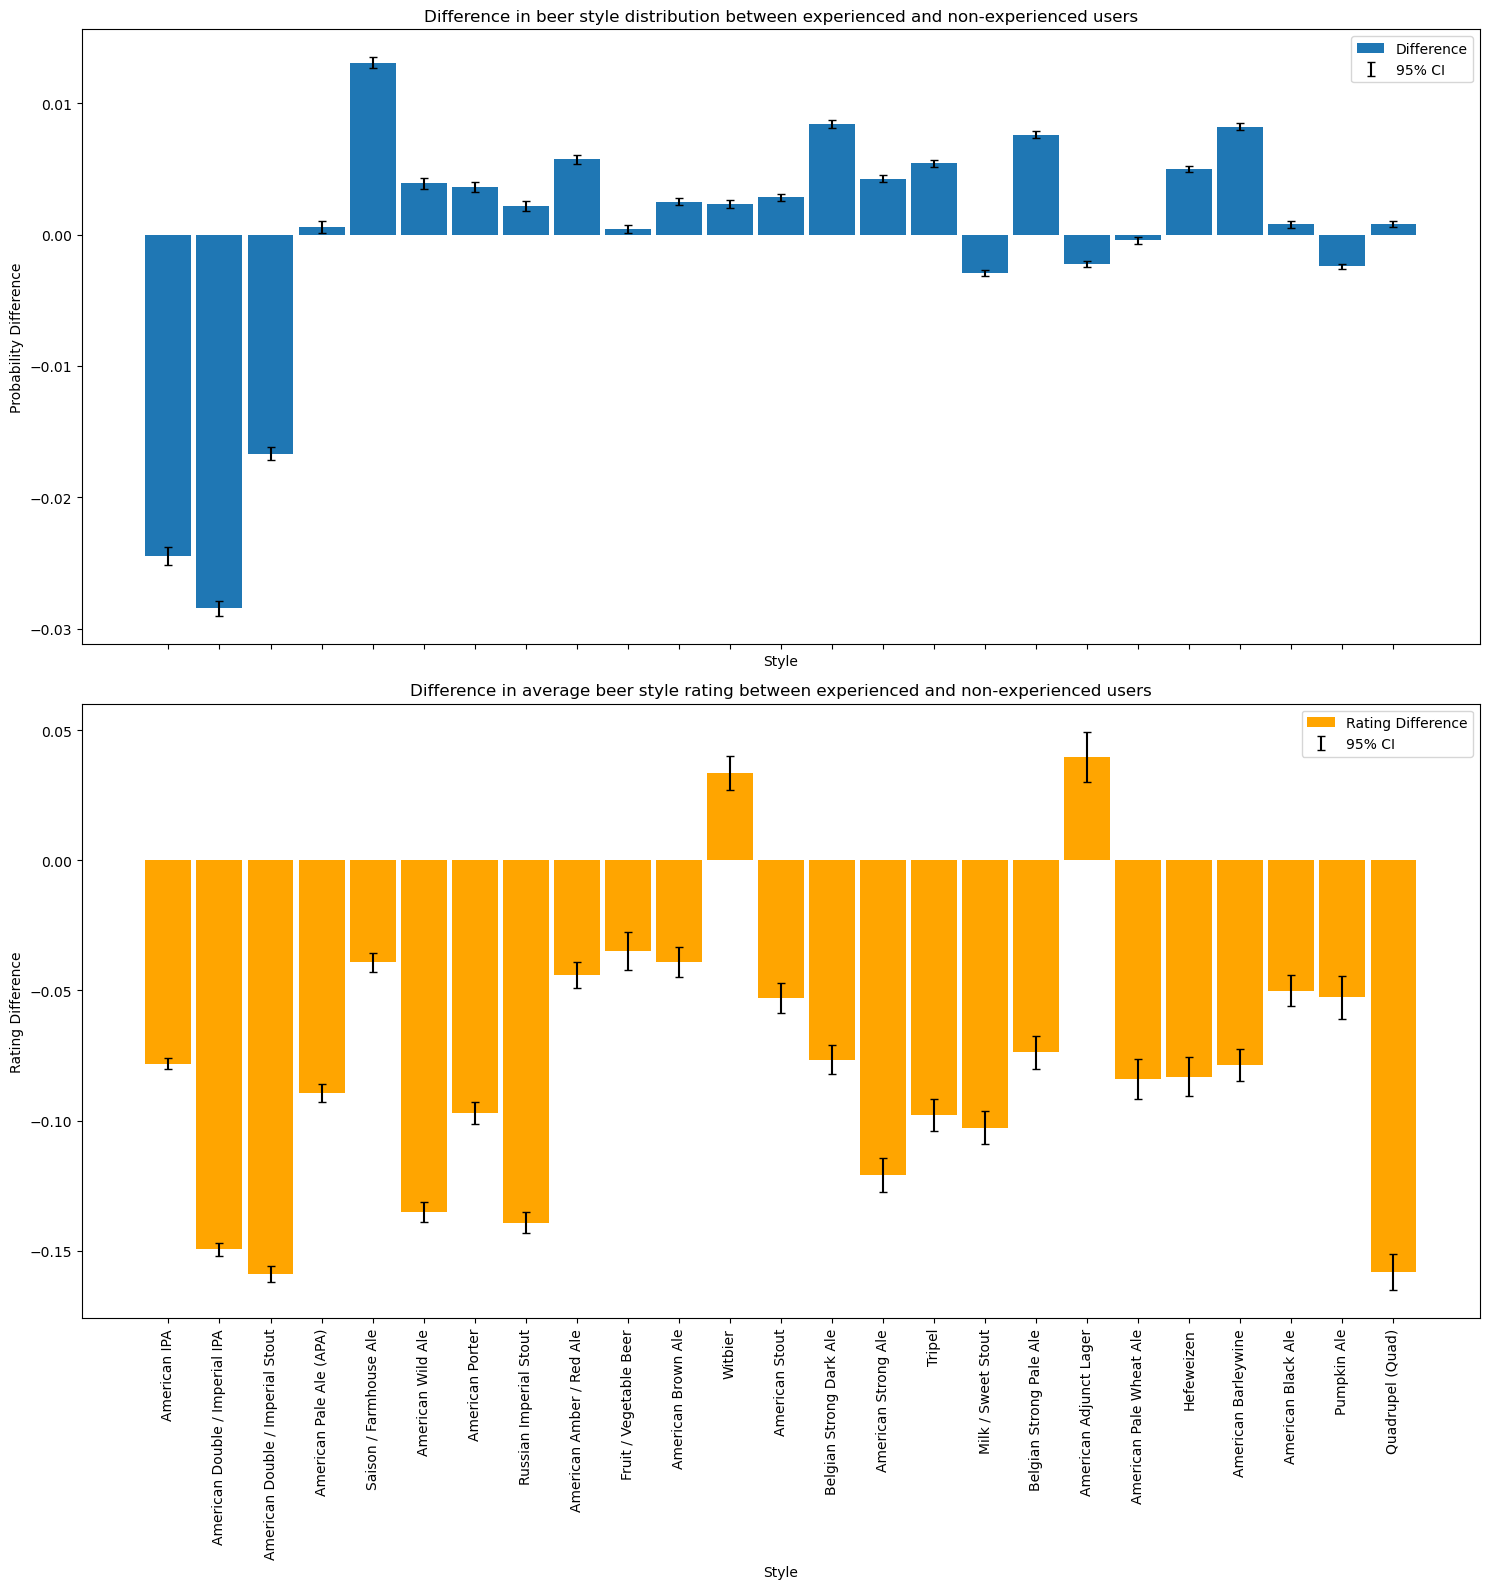 Difference in beer style distribution between experienced and non-experienced users
Difference
95% CI
0.01
0.00
−0.01
−0.02
−0.03
Probability Difference
Style
Difference in average beer style rating between experienced and non-experienced users
Rating Difference
95% CI
0.05
0.00
−0.05
−0.10
−0.15
Rating Difference
American IPA
American Double / Imperial IPA
American Double / Imperial Stout
American Pale Ale (APA)
Saison / Farmhouse Ale
American Wild Ale
American Porter
Russian Imperial Stout
American Amber / Red Ale
Fruit / Vegetable Beer
American Brown Ale
Witbier
American Stout
Belgian Strong Dark Ale
American Strong Ale
Tripel
Milk / Sweet Stout
Belgian Strong Pale Ale
American Adjunct Lager
American Pale Wheat Ale
Hefeweizen
American Barleywine
American Black Ale
Pumpkin Ale
Quadrupel (Quad)
Style